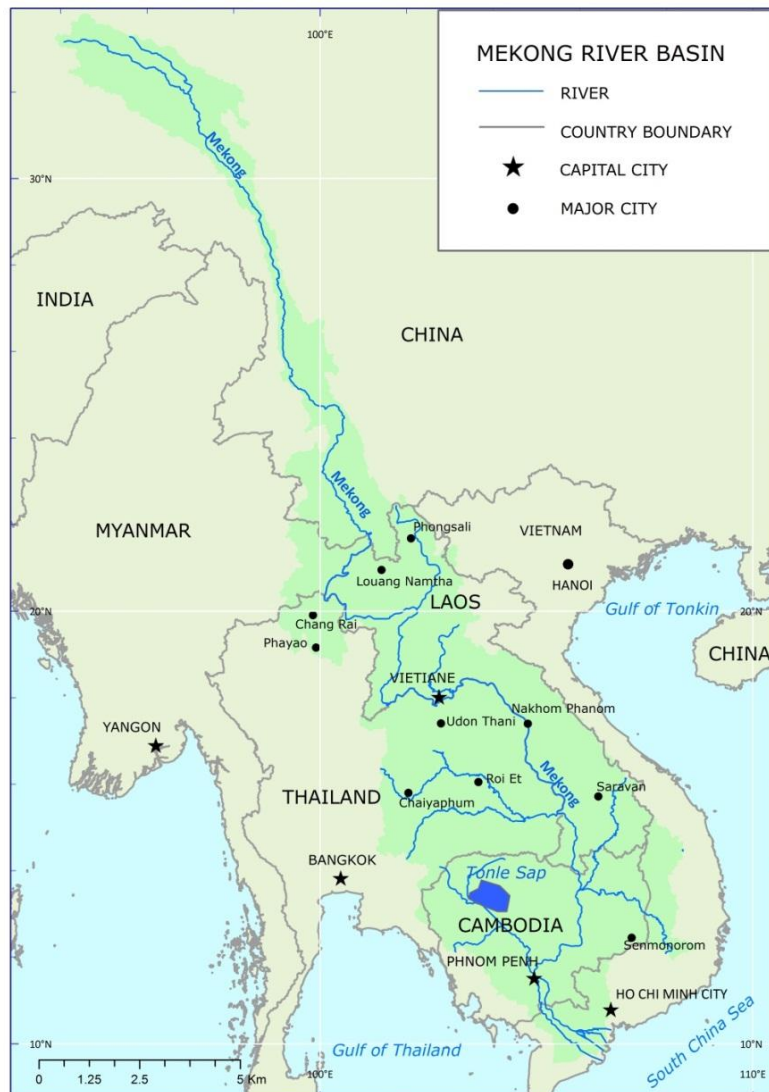 100°E
MEKONG RIVER BASIN
RIVER
COUNTRY BOUNDARY
CAPITAL CITY
MAJOR CITY
Mekong
30°N
INDIA
CHINA
Mekong
MYANMAR
Phongsali
VIETNAM
Louang Namtha
HANOI
LAOS
20°N
Gulf of Tonkin
20°N
Chang Rai
Phayao
CHINA
VIETIANE
Nakhom Phanom
YANGON
Udon Thani
Mekong
Roi Et
Saravan
THAILAND
Chaiyaphum
BANGKOK
Tonle Sap
CAMBODIA
Senmonorom
PHNOM PENH
HO CHI MINH CITY
South China Sea
10°N
Gulf of Thailand
10°N
0 1.25 2.5 5 Km
100°E
110°E